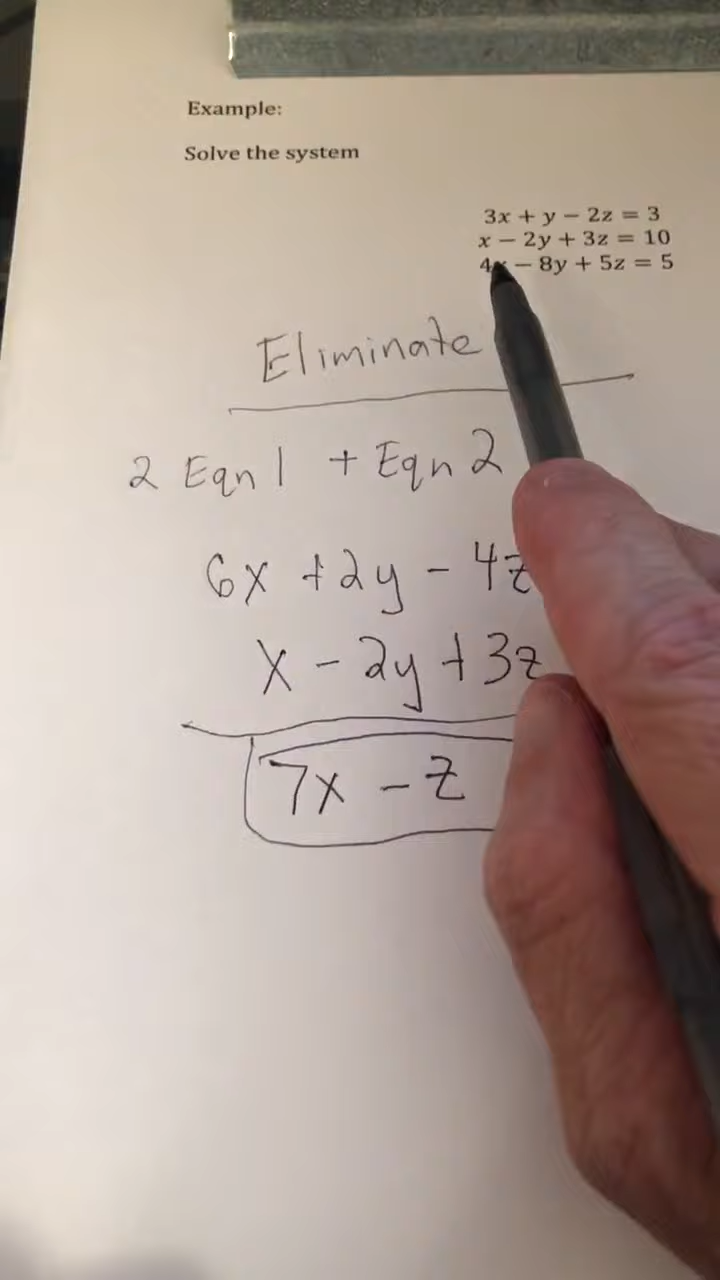 Example:
Solve the system
3x + y − 2z = 3
x − 2y + 3z = 10
4x − 8y + 5z = 5
Eliminate
2 Eqn 1 + Eqn 2
6x + 2y - 4z
x - 2y + 3z
7x - z